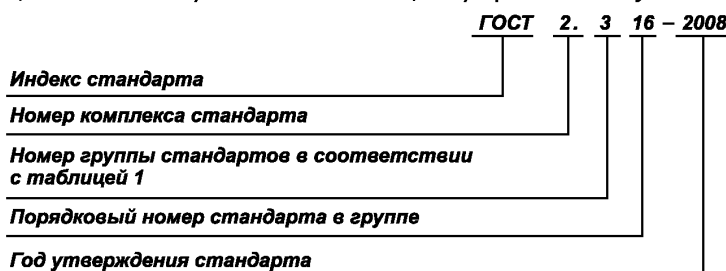 ГОСТ 2. 3 16 – 2008
Индекс стандарта
Номер комплекса стандарта
Номер группы стандартов в соответствии
с таблицей 1
Порядковый номер стандарта в группе
Год утверждения стандарта